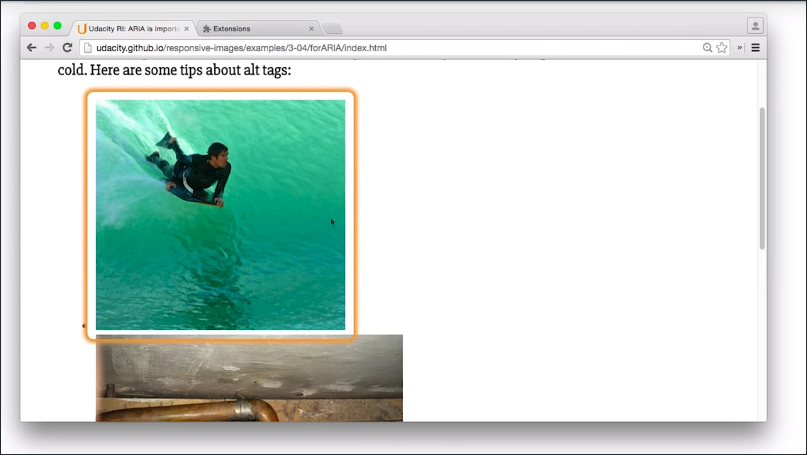 Udacity RI: ARIA is importa
Extensions
udacity.github.io/responsive-images/examples/3-04/forARIA/index.html
cold. Here are some tips about alt tags: